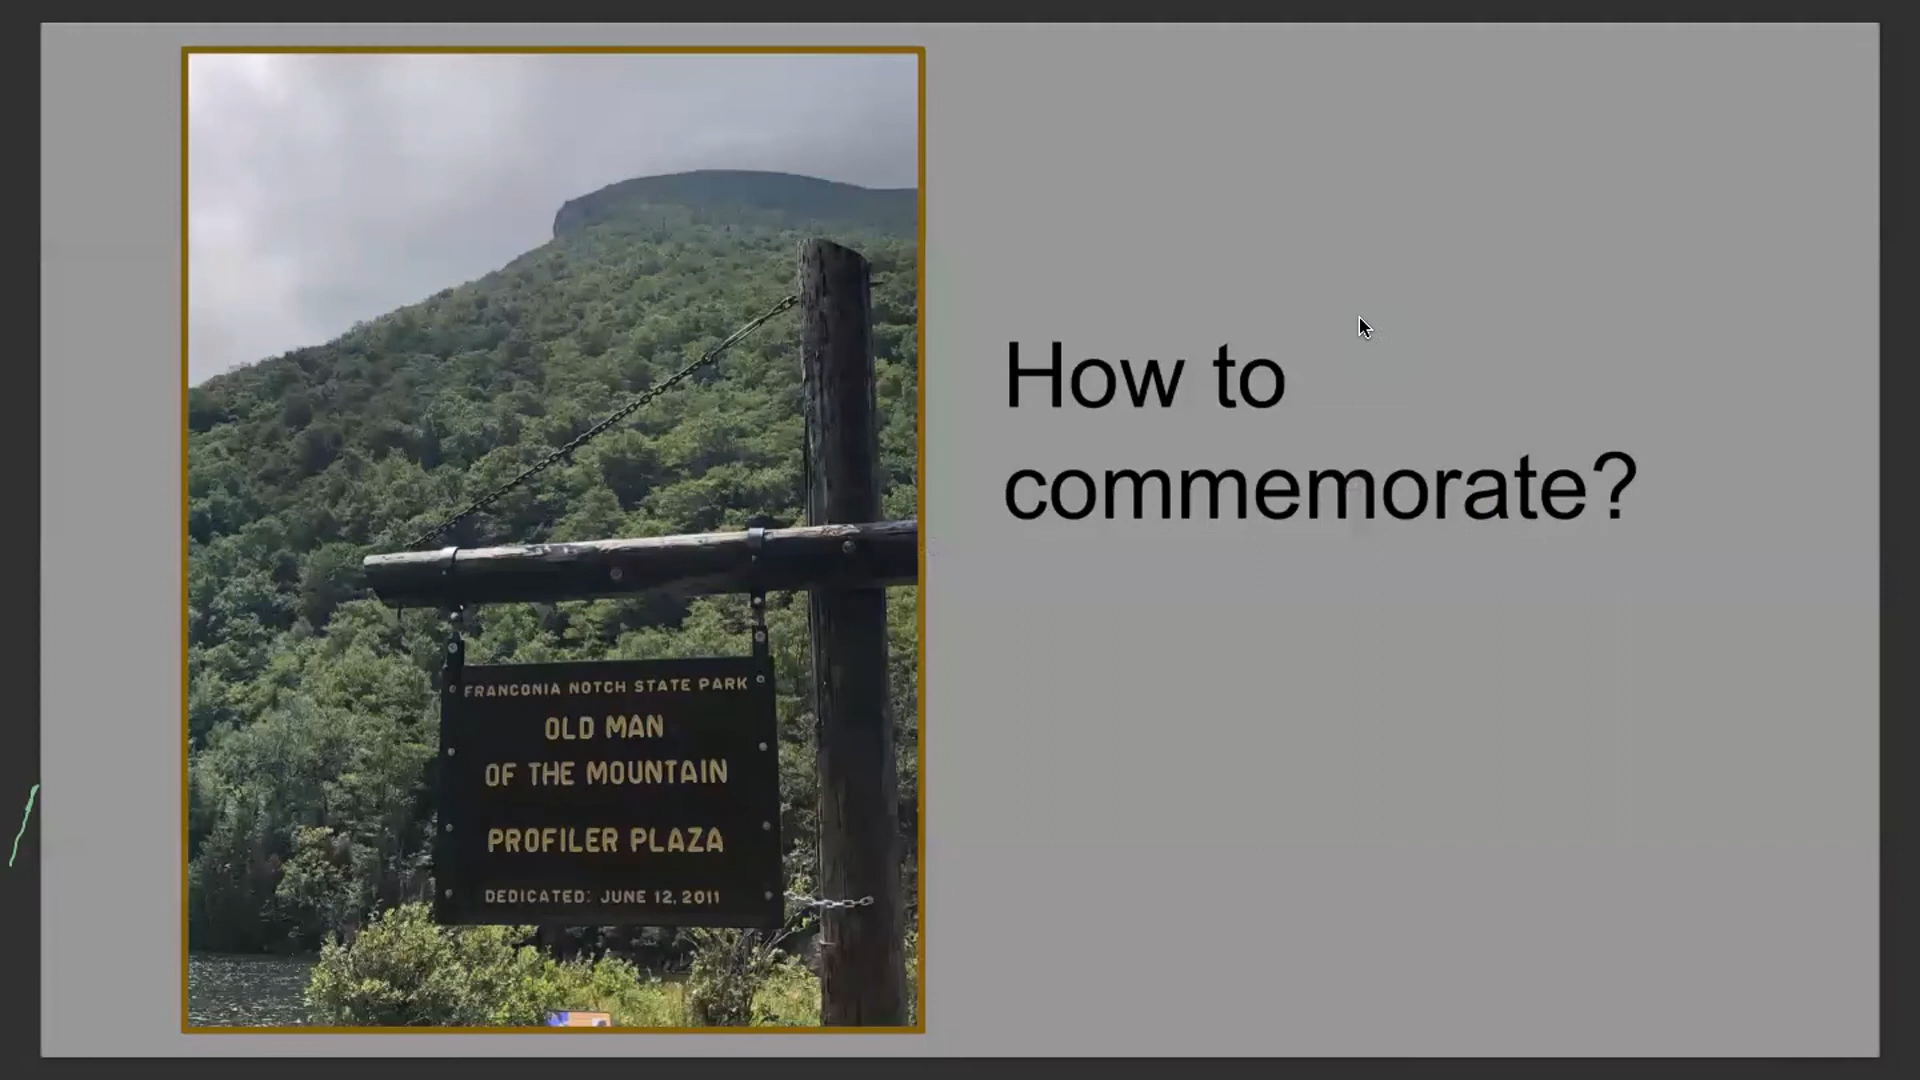 FRANCONIA NOTCH STATE PARK
OLD MAN
OF THE MOUNTAIN
PROFILER PLAZA
DEDICATED: JUNE 12, 2011
How to
commemorate?